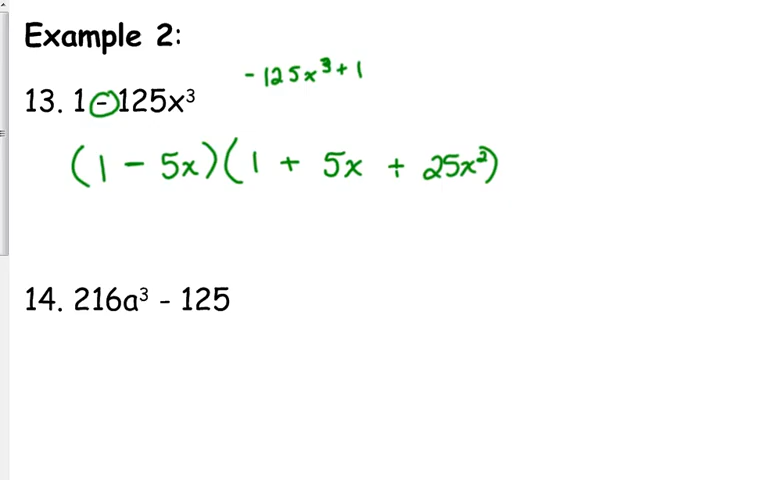 Example 2:
-125x³+1
13. 1 - 125x³
(1 - 5x)(1 + 5x + 25x²)
14. 216a³ - 125